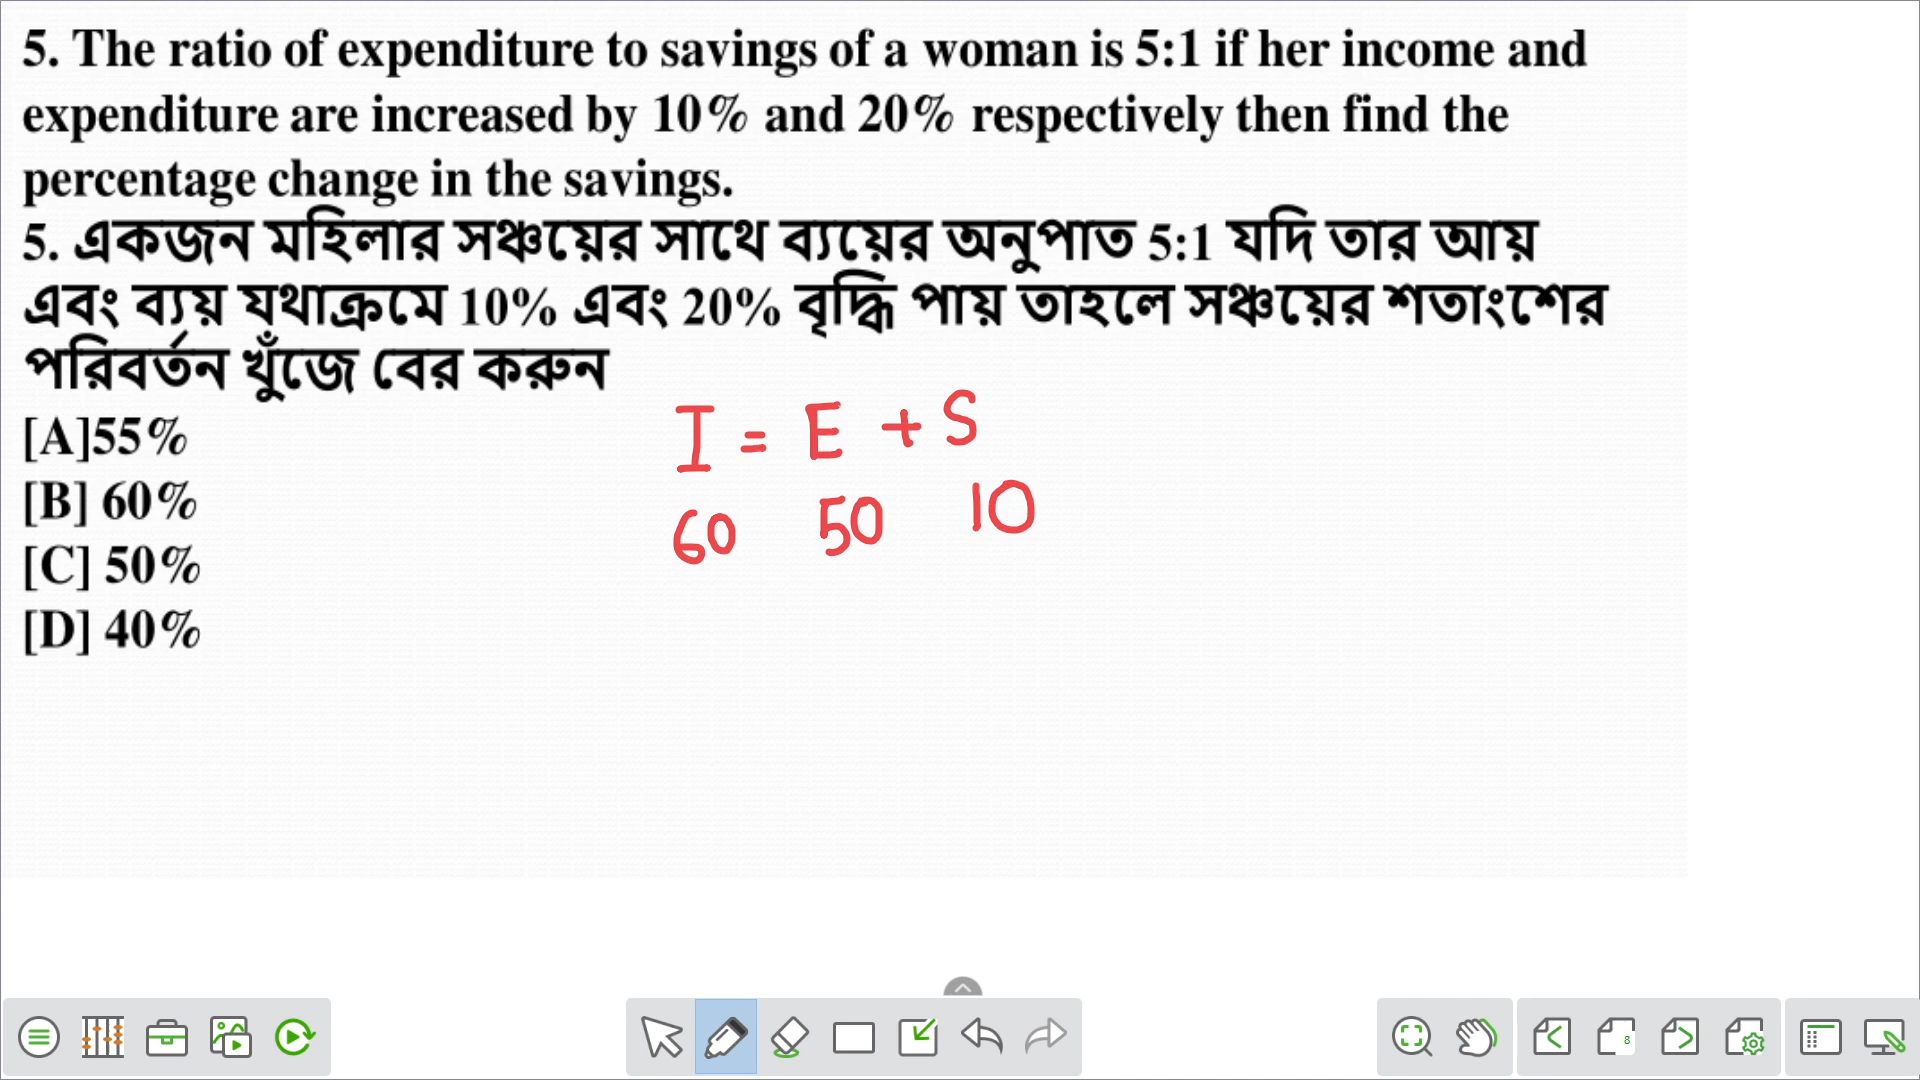 5. The ratio of expenditure to savings of a woman is 5:1 if her income and
expenditure are increased by 10% and 20% respectively then find the
percentage change in the savings.
5. একজন মহিলার সঞ্চয়ের সাথে ব্যয়ের অনুপাত 5:1 যদি তার আয়
এবং ব্যয় যথাক্রমে 10% এবং 20% বৃদ্ধি পায় তাহলে সঞ্চয়ের শতাংশের
পরিবর্তন খুঁজে বের করুন
[A]55%
[B] 60%
[C] 50%
[D] 40%
I = E + S
60 50 10
8